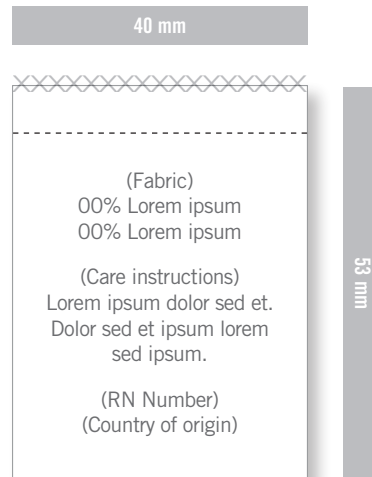 40 mm
(Fabric)
00% Lorem ipsum
00% Lorem ipsum
(Care instructions)
Lorem ipsum dolor sed et.
Dolor sed et ipsum lorem
sed ipsum.
(RN Number)
(Country of origin)
53 mm